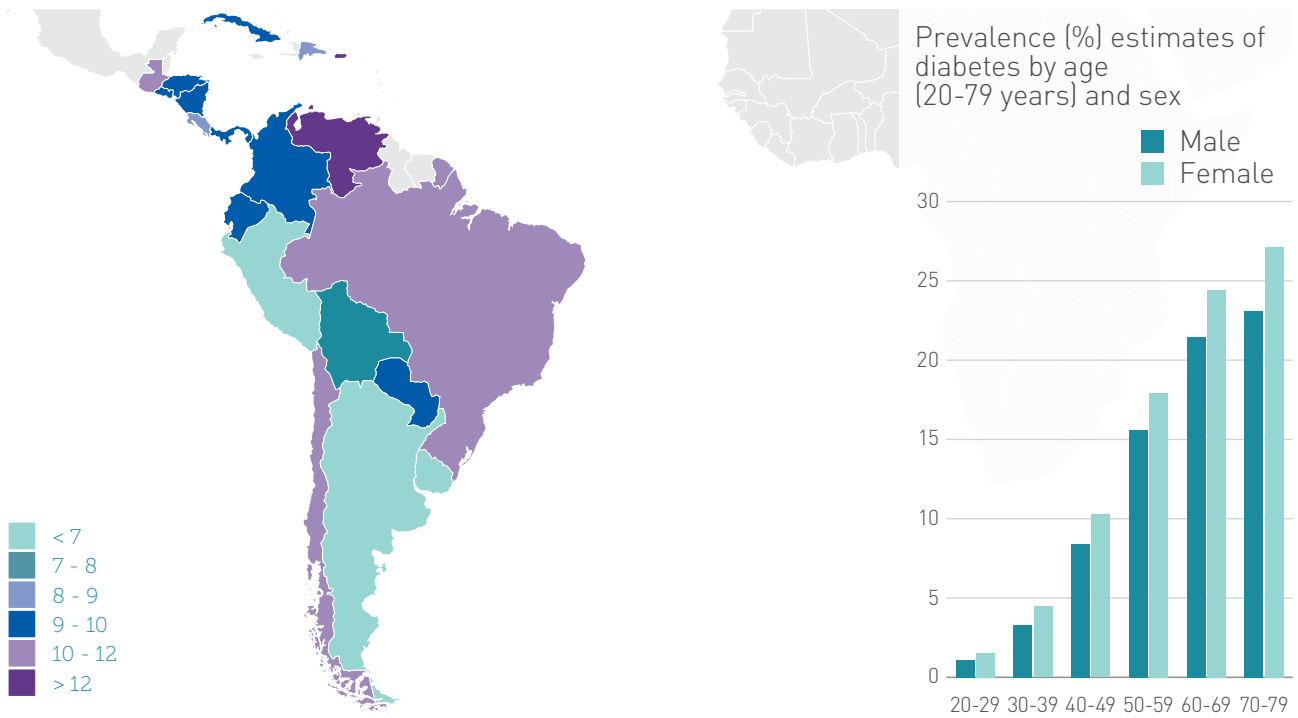 Prevalence (%) estimates of
diabetes by age
(20-79 years) and sex
Male
Female
30
25
20
15
10
5
0
20-29 30-39 40-49 50-59 60-69 70-79
< 7
7 - 8
8 - 9
9 - 10
10 - 12
> 12